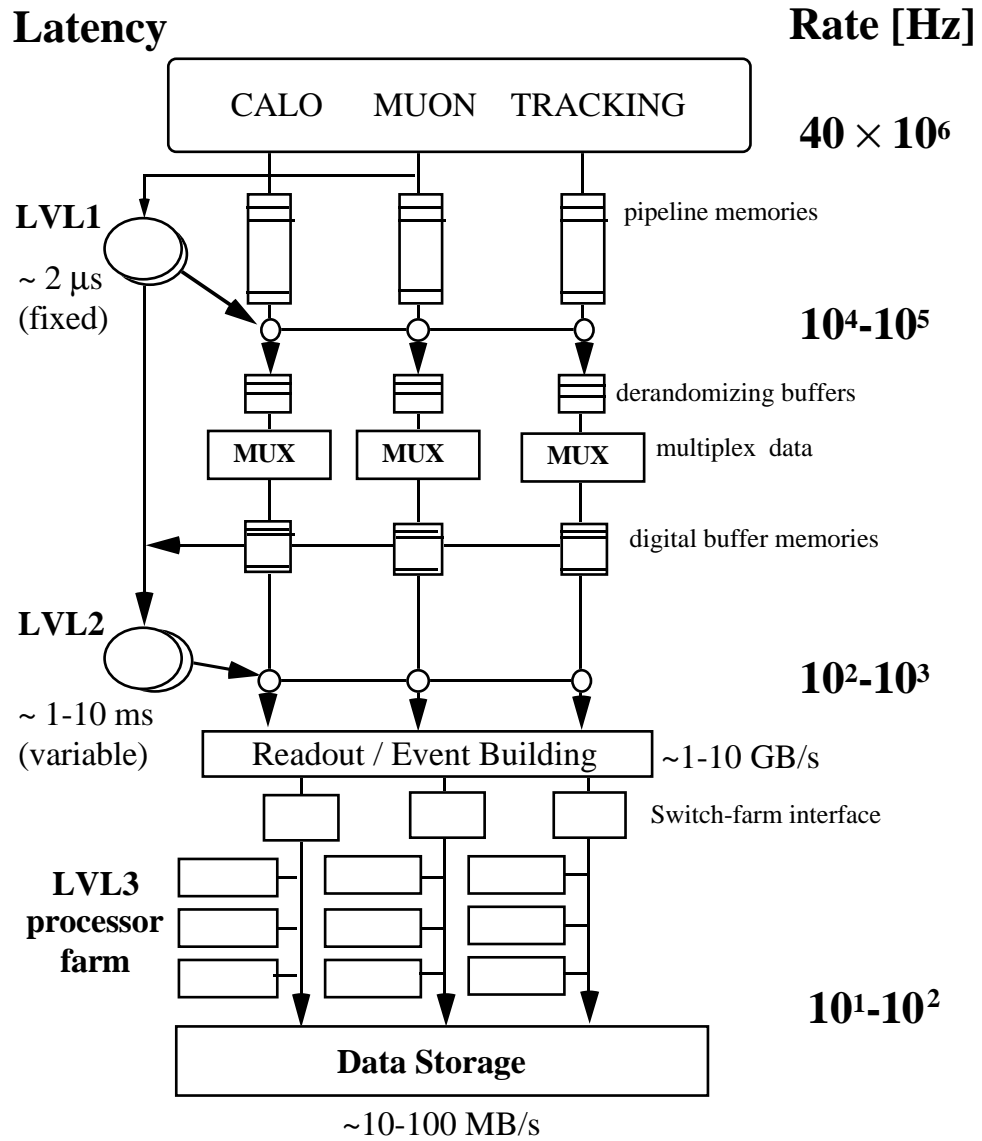 Latency
Rate [Hz]
CALO MUON TRACKING
40 × 10⁶
LVL1
pipeline memories
~ 2 µs
(fixed)
10⁴-10⁵
derandomizing buffers
MUX MUX MUX
multiplex data
digital buffer memories
LVL2
10²-10³
~ 1-10 ms
(variable)
Readout / Event Building
~1-10 GB/s
Switch-farm interface
LVL3
processor
farm
10¹-10²
Data Storage
~10-100 MB/s